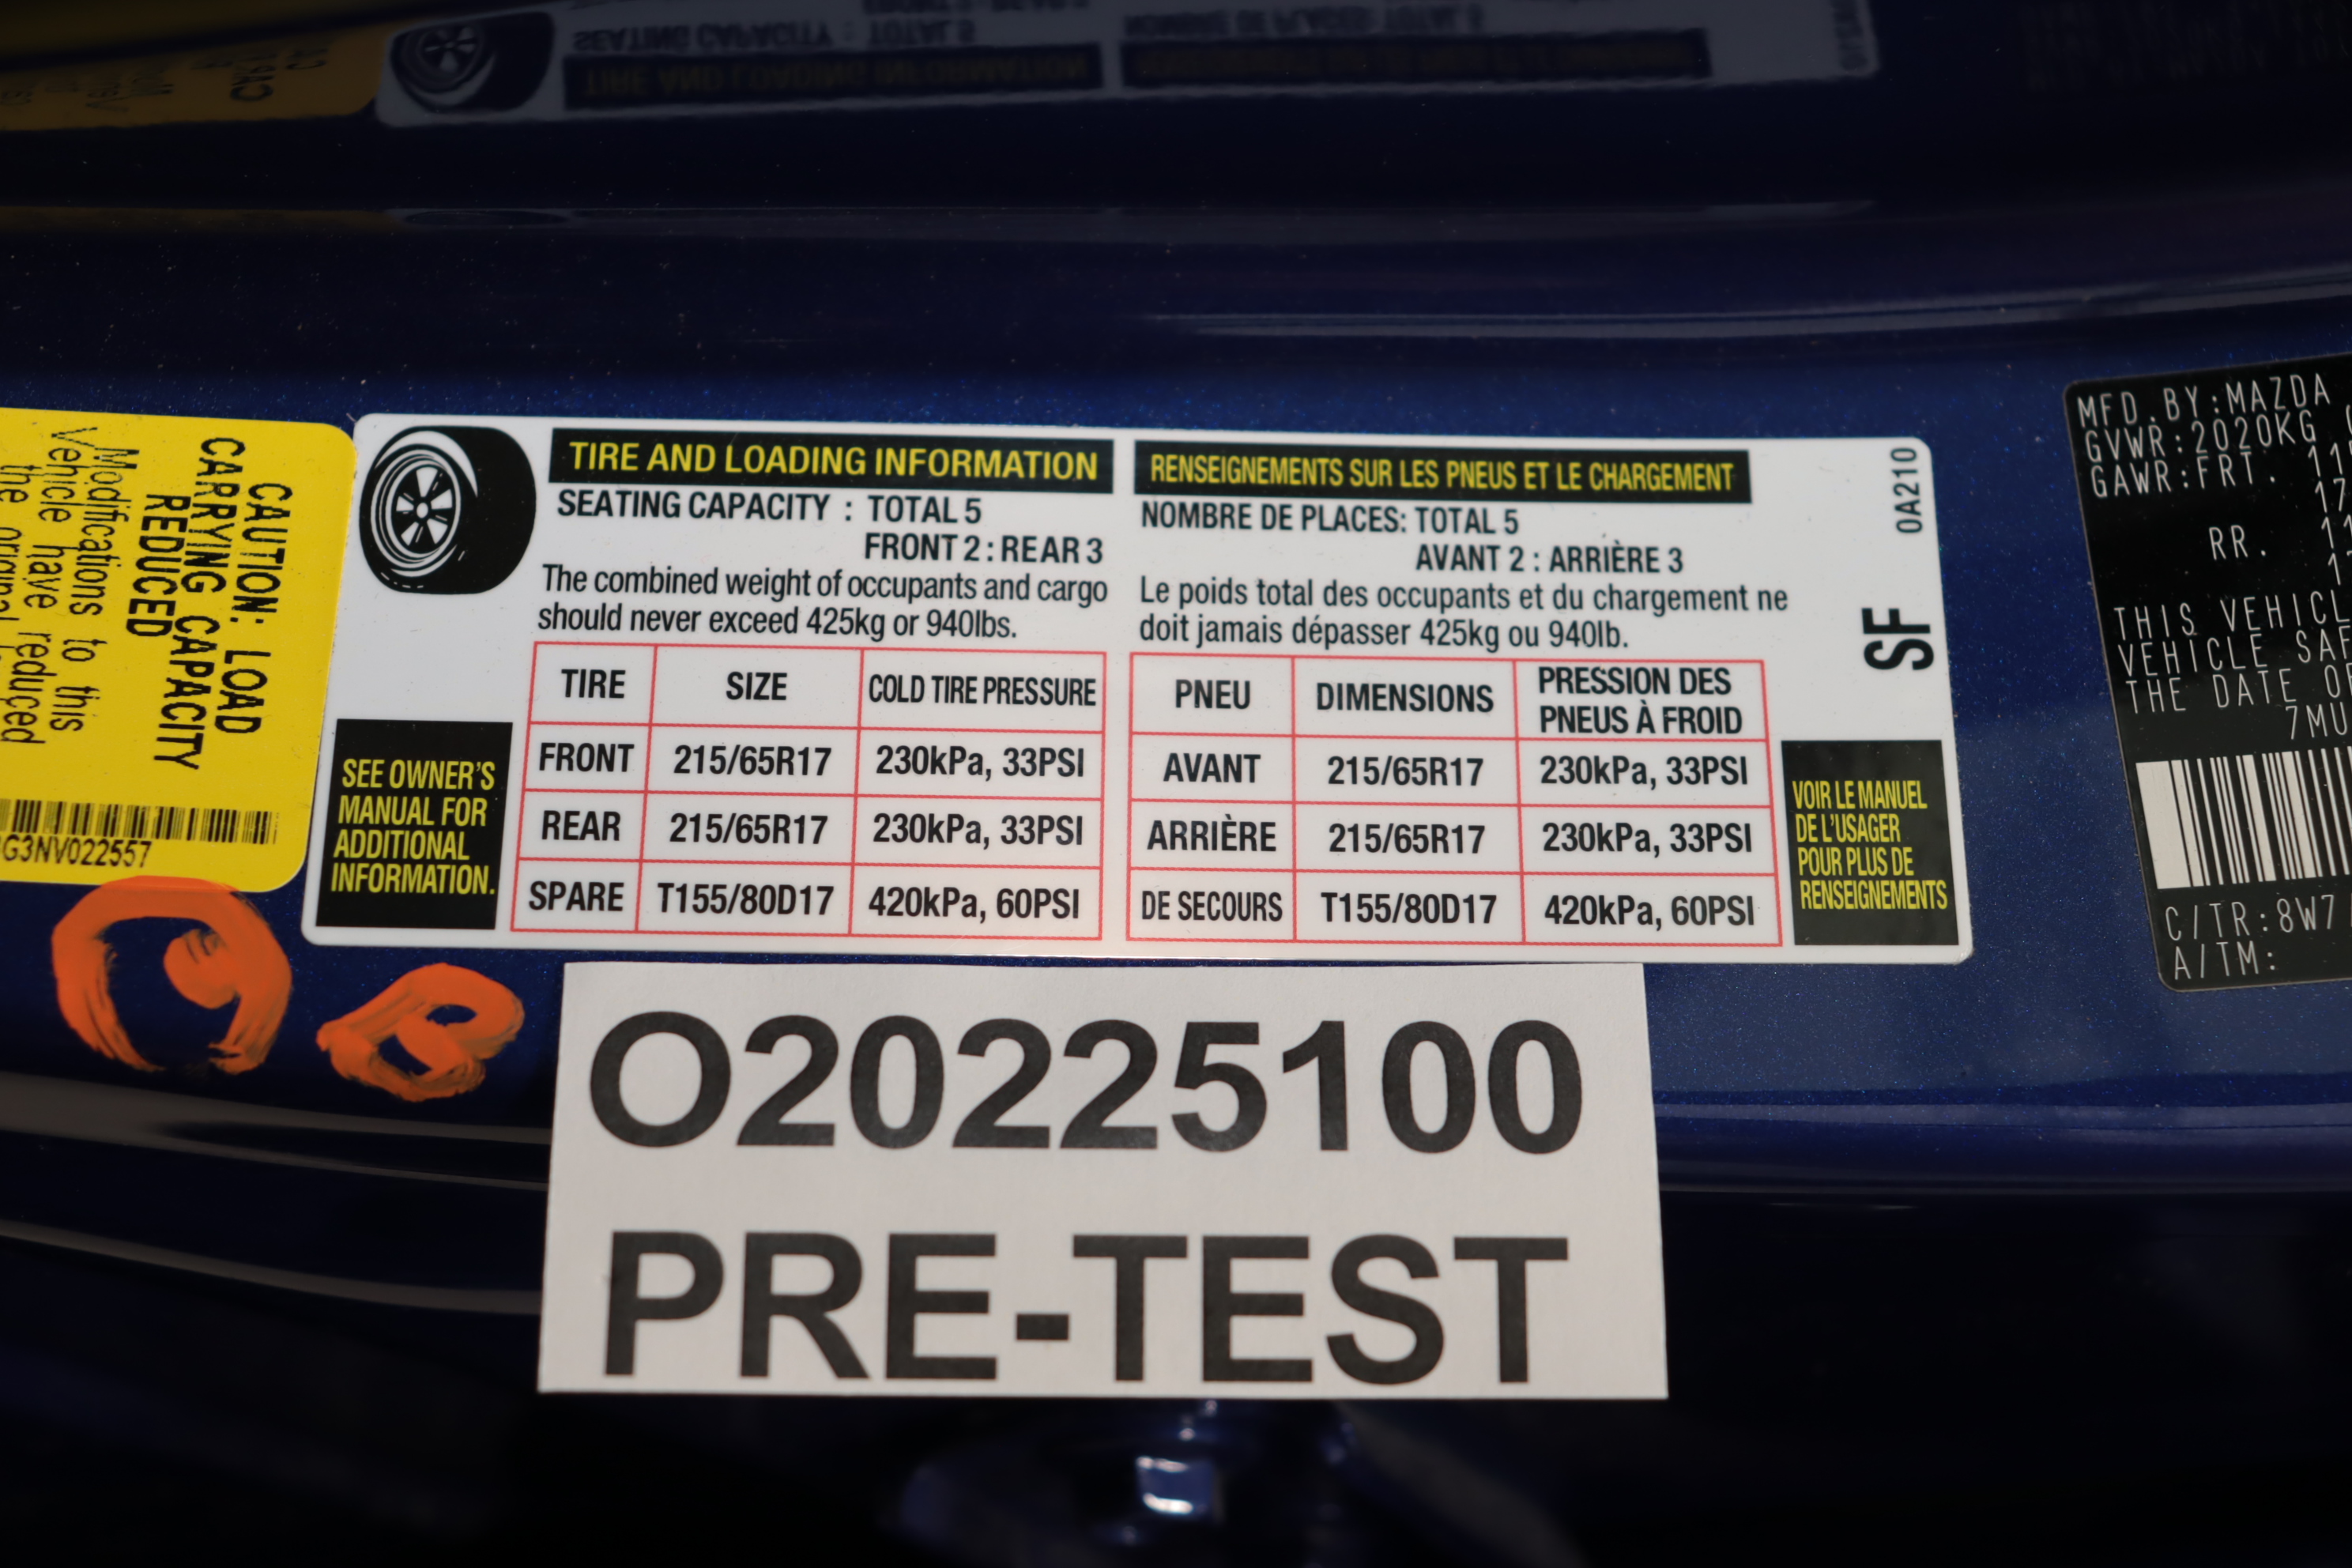 CAUTION: LOAD
CARRYING CAPACITY
REDUCED
Modifications to this
Vehicle have reduced
the original
G3NV022557
TIRE AND LOADING INFORMATION
SEATING CAPACITY : TOTAL 5
FRONT 2 : REAR 3
The combined weight of occupants and cargo
should never exceed 425kg or 940lbs.
TIRE SIZE COLD TIRE PRESSURE
FRONT 215/65R17 230kPa, 33PSI
REAR 215/65R17 230kPa, 33PSI
SPARE T155/80D17 420kPa, 60PSI
SEE OWNER'S
MANUAL FOR
ADDITIONAL
INFORMATION.
RENSEIGNEMENTS SUR LES PNEUS ET LE CHARGEMENT
NOMBRE DE PLACES: TOTAL 5
AVANT 2 : ARRIÈRE 3
Le poids total des occupants et du chargement ne
doit jamais dépasser 425kg ou 940lb.
PNEU DIMENSIONS PRESSION DES
PNEUS À FROID
AVANT 215/65R17 230kPa, 33PSI
ARRIÈRE 215/65R17 230kPa, 33PSI
DE SECOURS T155/80D17 420kPa, 60PSI
0A210
SF
VOIR LE MANUEL
DE L'USAGER
POUR PLUS DE
RENSEIGNEMENTS
MFD.BY:MAZDA
GVWR:2020KG
GAWR:FRT.
17
RR.
THIS
VEHICLE
THE DATE
7MU
C/TR:8W7
A/TM:
CB
O20225100
PRE-TEST